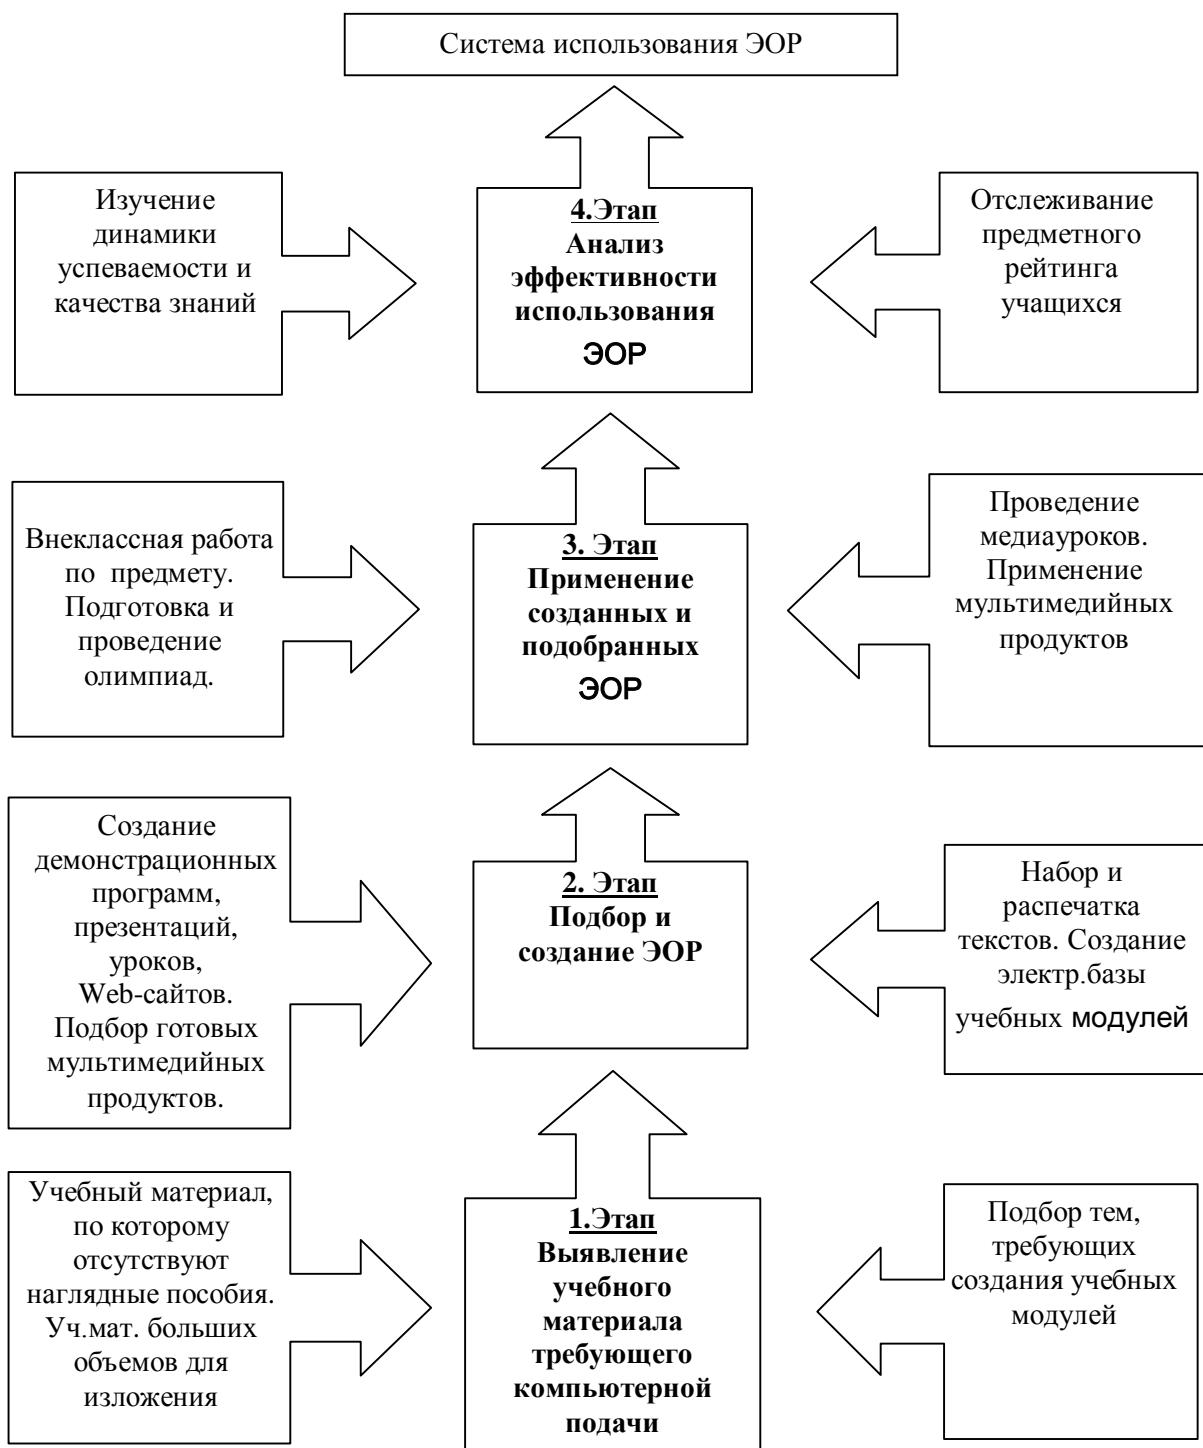 Система использования ЭОР
Изучение
динамики
успеваемости и
качества знаний
4.Этап
Анализ
эффективности
использования
ЭОР
Отслеживание
предметного
рейтинга
учащихся
Внеклассная работа
по предмету.
Подготовка и
проведение
олимпиад.
3. Этап
Применение
созданных и
подобранных
ЭОР
Проведение
медиауроков.
Применение
мультимедийных
продуктов
Создание
демонстрационных
программ,
презентаций,
уроков,
Web-сайтов.
Подбор готовых
мультимедийных
продуктов.
2. Этап
Подбор и
создание ЭОР
Набор и
распечатка
текстов. Создание
электр.базы
учебных модулей
Учебный материал,
по которому
отсутствуют
наглядные пособия.
Уч.мат. больших
объемов для
изложения
1.Этап
Выявление
учебного
материала
требующего
компьютерной
подачи
Подбор тем,
требующих
создания учебных
модулей